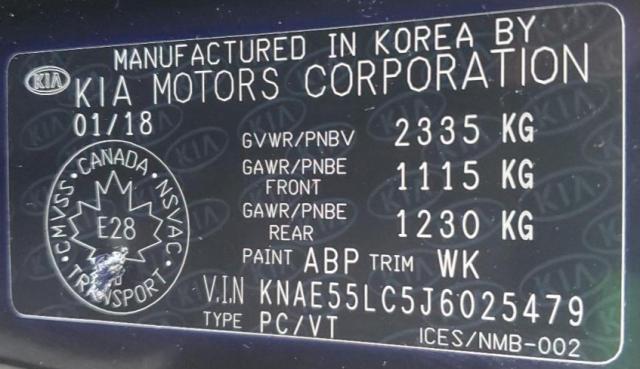 MANUFACTURED IN KOREA BY
KIA KIA MOTORS CORPORATION
01/18
GVWR/PNBV 2335 KG
GAWR/PNBE FRONT 1115 KG
GAWR/PNBE REAR 1230 KG
CANADA
CMVSS NSVAC
E28
TRANSPORT
PAINT ABP TRIM WK
V.I.N KNAE55LC5J6025479
TYPE PC/VT ICES/NMB-002